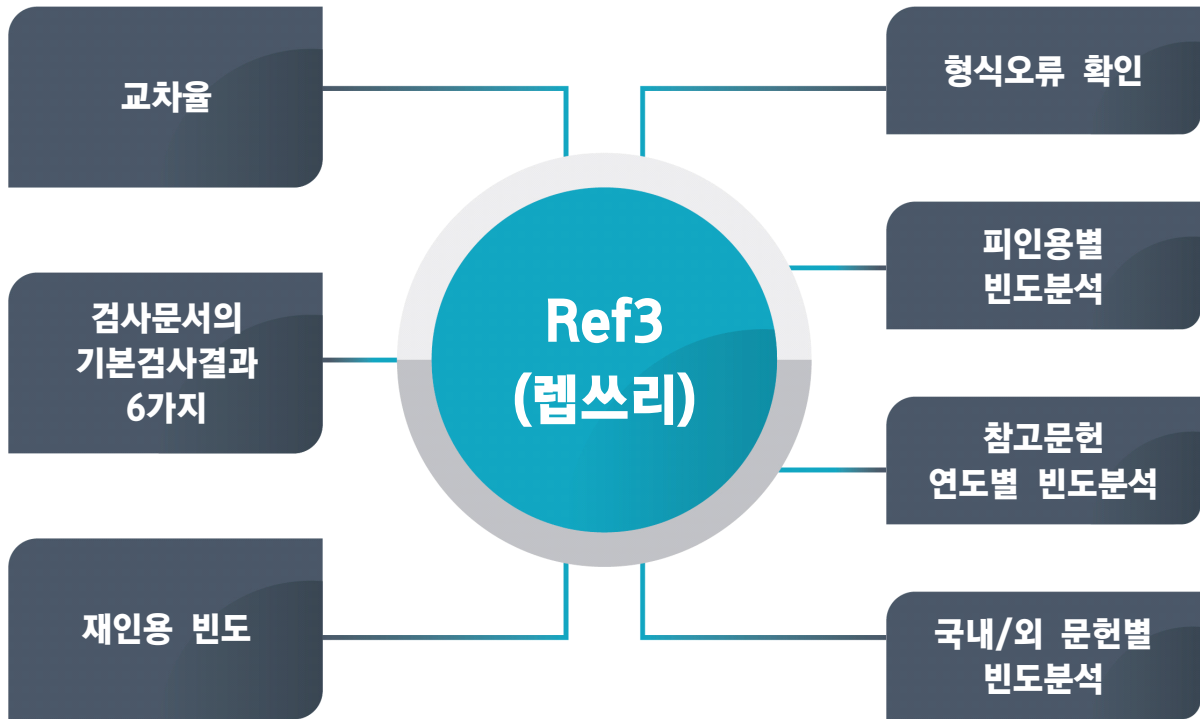 교차율
검사문서의
기본검사결과
6가지
재인용 빈도
Ref3
(렙쓰리)
형식오류 확인
피인용별
빈도분석
참고문헌
연도별 빈도분석
국내/외 문헌별
빈도분석